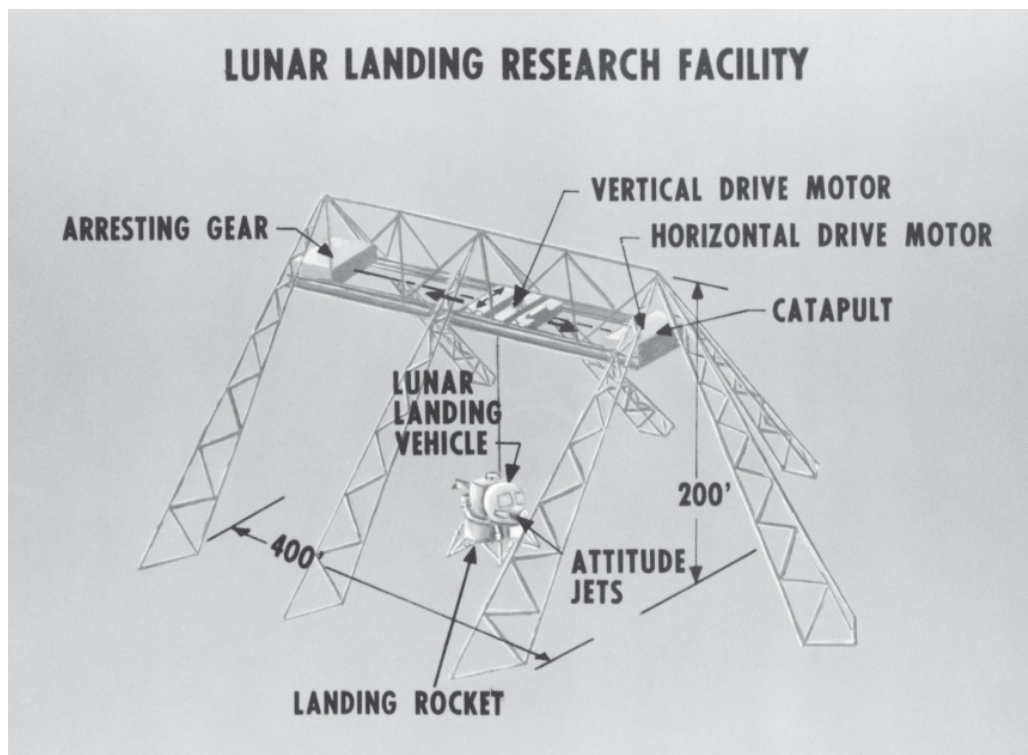 LUNAR LANDING RESEARCH FACILITY
VERTICAL DRIVE MOTOR
ARRESTING GEAR
HORIZONTAL DRIVE MOTOR
CATAPULT
LUNAR
LANDING
VEHICLE
200'
400'
ATTITUDE
JETS
LANDING ROCKET